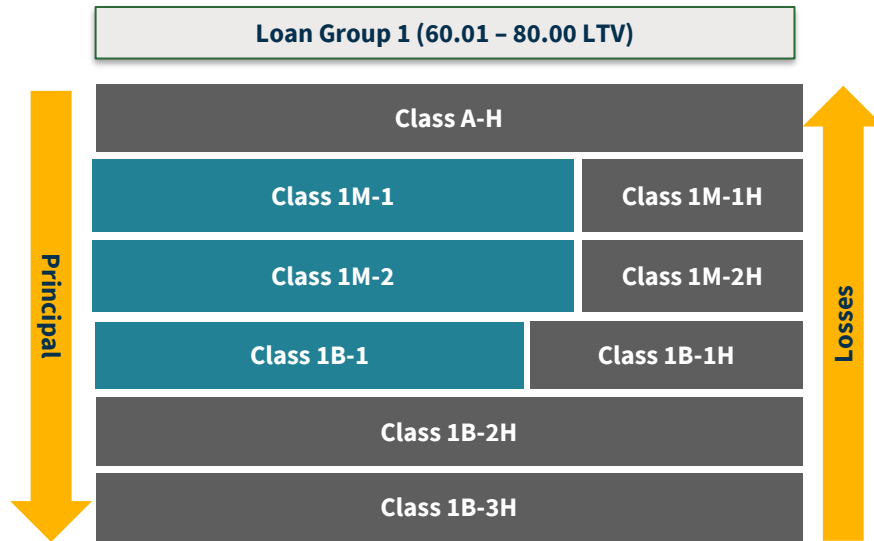 Loan Group 1 (60.01 – 80.00 LTV)
Class A-H
Class 1M-1
Class 1M-1H
Class 1M-2
Class 1M-2H
Class 1B-1
Class 1B-1H
Class 1B-2H
Class 1B-3H
Principal
Losses